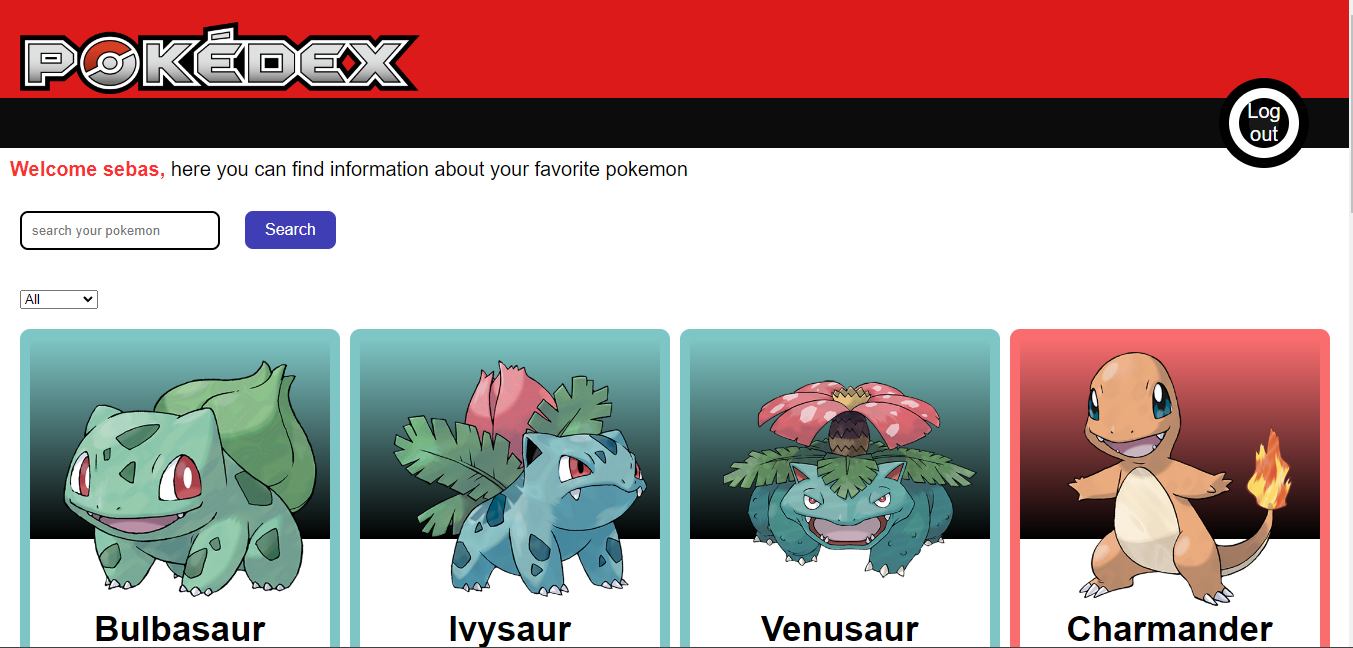 POKÉDEX
Log
out
Welcome sebas, here you can find information about your favorite pokemon
search your pokemon
Search
All
Bulbasaur
Ivysaur
Venusaur
Charmander